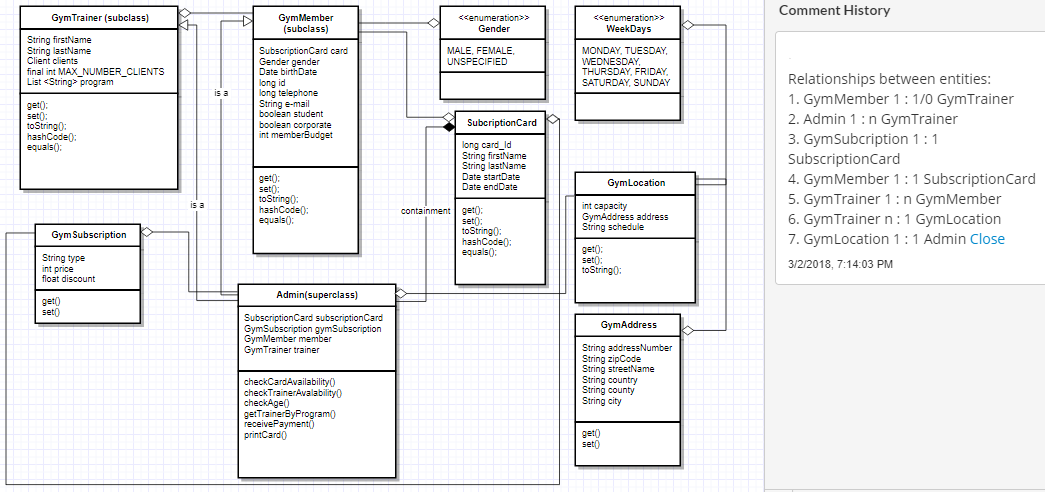 GymTrainer (subclass)
String firstName
String lastName
Client clients
final int MAX_NUMBER_CLIENTS
List <String> program
get();
set();
toString();
hashCode();
equals();
is a
GymMember
(subclass)
SubscriptionCard card
Gender gender
Date birthDate
long id
long telephone
String e-mail
boolean student
boolean corporate
int memberBudget
get();
set();
toString();
hashCode();
equals();
<<enumeration>>
Gender
MALE, FEMALE,
UNSPECIFIED
<<enumeration>>
WeekDays
MONDAY, TUESDAY,
WEDNESDAY,
THURSDAY, FRIDAY,
SATURDAY, SUNDAY
SubcriptionCard
long card_Id
String firstName
String lastName
Date startDate
Date endDate
get();
set();
toString();
hashCode();
equals();
GymLocation
int capacity
GymAddress address
String schedule
get();
set();
toString();
is a
containment
GymSubscription
String type
int price
float discount
get()
set()
Admin(superclass)
SubscriptionCard subscriptionCard
GymSubscription gymSubscription
GymMember member
GymTrainer trainer
checkCardAvailability()
checkTrainerAvalability()
checkAge()
getTrainerByProgram()
receivePayment()
printCard()
GymAddress
String addressNumber
String zipCode
String streetName
String country
String county
String city
get()
set()
Comment History
Relationships between entities:
1. GymMember 1 : 1/0 GymTrainer
2. Admin 1 : n GymTrainer
3. GymSubcription 1 : 1
SubscriptionCard
4. GymMember 1 : 1 SubscriptionCard
5. GymTrainer 1 : n GymMember
6. GymTrainer n : 1 GymLocation
7. GymLocation 1 : 1 Admin Close
3/2/2018, 7:14:03 PM